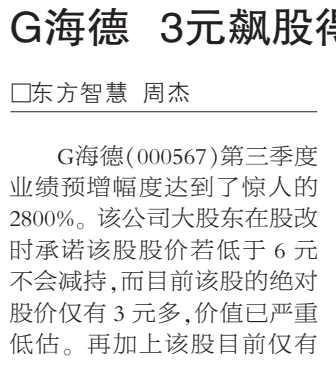 G海德 3元飙股得
□东方智慧 周杰
G海德(000567)第三季度
业绩预增幅度达到了惊人的
2800%。该公司大股东在股改
时承诺该股股价若低于 6 元
不会减持,而目前该股的绝对
股价仅有 3 元多,价值已严重
低估。再加上该股目前仅有